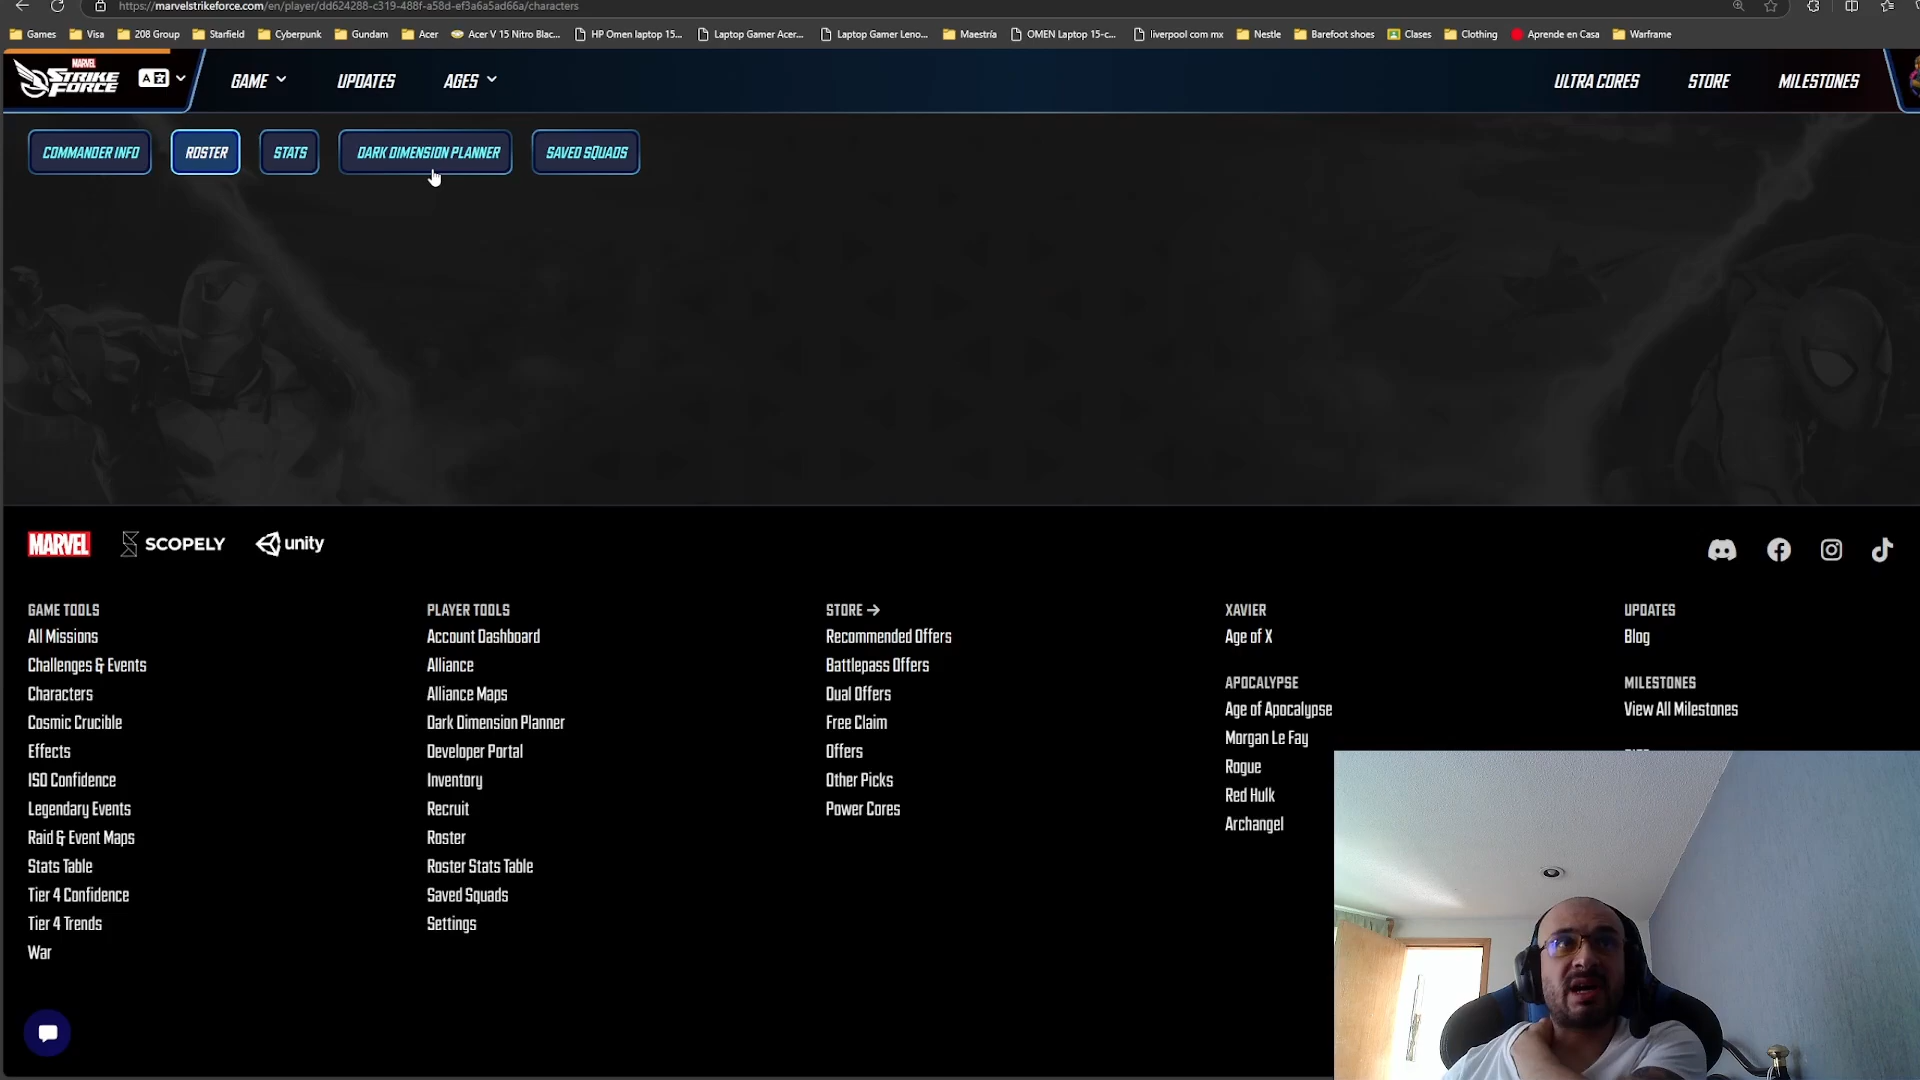 https://marvelstrikeforce.com/en/player/dd624288-c319-488f-a58d-ef3a6a5ad66a/characters
Games Visa 208 Group Starfield Cyberpunk Gundam Acer Acer V 15 Nitro Blac... HP Omen laptop 15... Laptop Gamer Acer... Laptop Gamer Leno... Maestría OMEN Laptop 15-c... liverpool com mx Nestle Barefoot shoes Clases Clothing Aprende en Casa Warframe
MARVEL
STRIKE FORCE
GAME UPDATES AGES ULTRA CORES STORE MILESTONES
COMMANDER INFO ROSTER STATS DARK DIMENSION PLANNER SAVED SQUADS
MARVEL SCOPELY unity
GAME TOOLS
All Missions
Challenges & Events
Characters
Cosmic Crucible
Effects
ISO Confidence
Legendary Events
Raid & Event Maps
Stats Table
Tier 4 Confidence
Tier 4 Trends
War
PLAYER TOOLS
Account Dashboard
Alliance
Alliance Maps
Dark Dimension Planner
Developer Portal
Inventory
Recruit
Roster
Roster Stats Table
Saved Squads
Settings
STORE →
Recommended Offers
Battlepass Offers
Dual Offers
Free Claim
Offers
Other Picks
Power Cores
XAVIER
Age of X
APOCALYPSE
Age of Apocalypse
Morgan Le Fay
Rogue
Red Hulk
Archangel
UPDATES
Blog
MILESTONES
View All Milestones